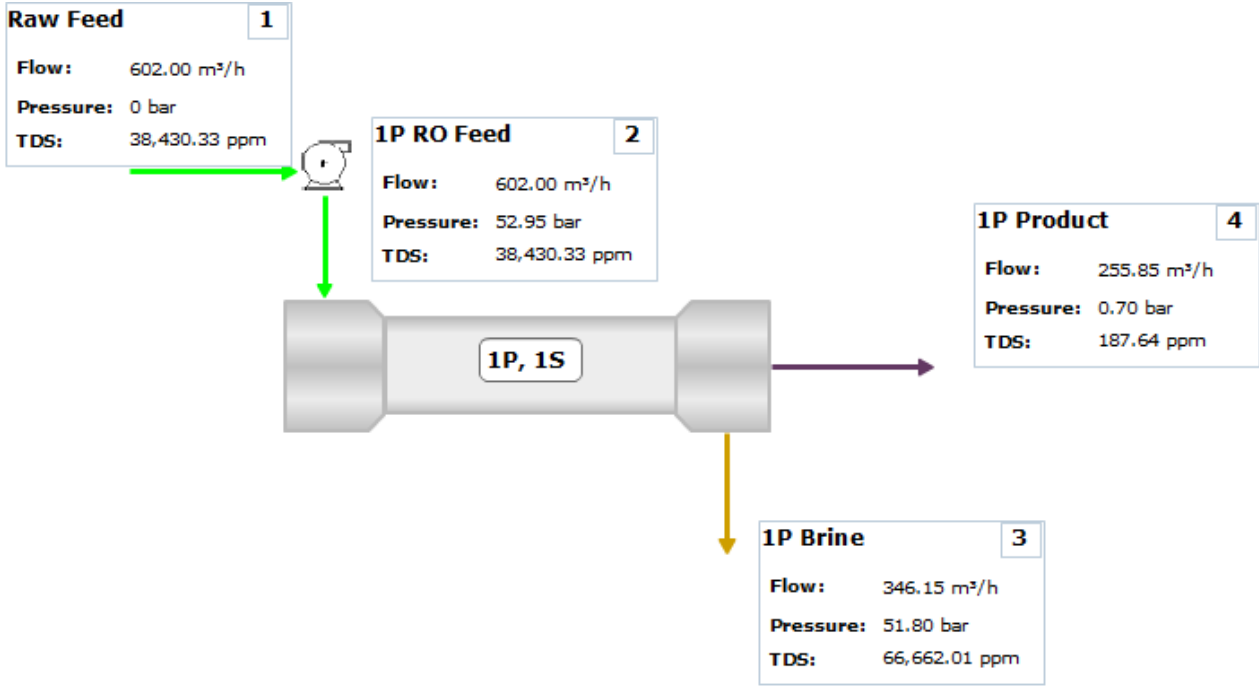 Raw Feed 1
Flow: 602.00 m³/h
Pressure: 0 bar
TDS: 38,430.33 ppm
1P RO Feed 2
Flow: 602.00 m³/h
Pressure: 52.95 bar
TDS: 38,430.33 ppm
1P Product 4
Flow: 255.85 m³/h
Pressure: 0.70 bar
TDS: 187.64 ppm
1P, 1S
1P Brine 3
Flow: 346.15 m³/h
Pressure: 51.80 bar
TDS: 66,662.01 ppm